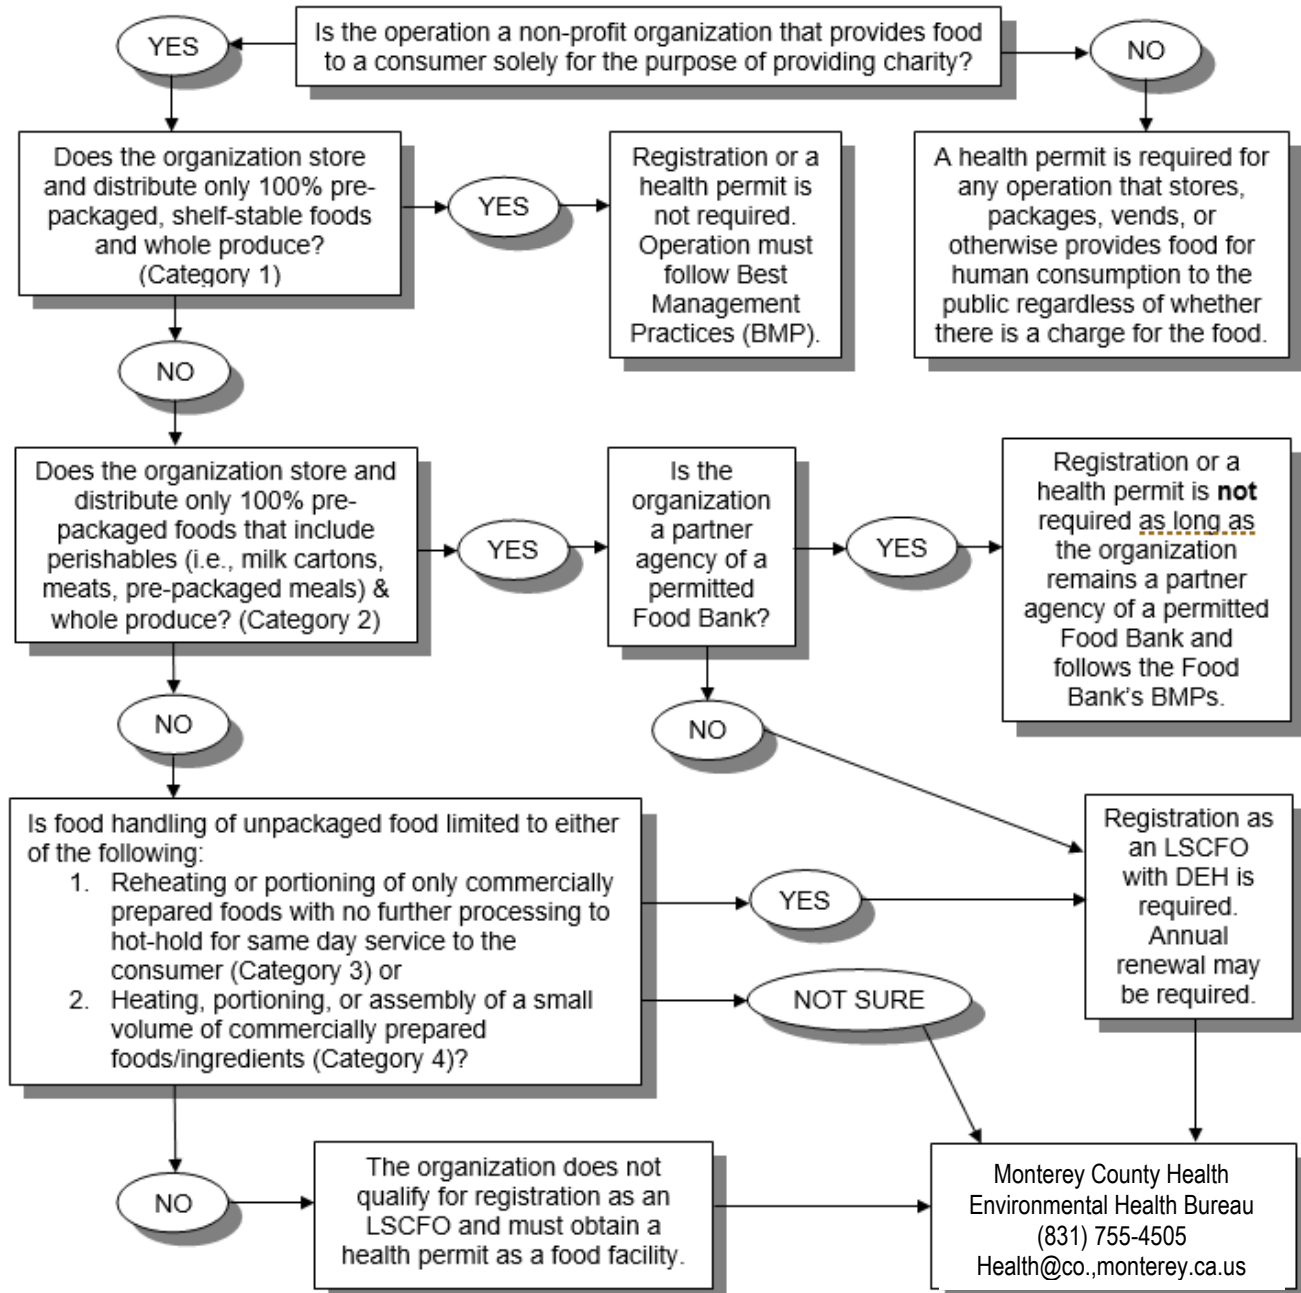 Is the operation a non-profit organization that provides food
to a consumer solely for the purpose of providing charity?
YES
NO
Does the organization store
and distribute only 100% pre-
packaged, shelf-stable foods
and whole produce?
(Category 1)
YES
Registration or a
health permit is
not required.
Operation must
follow Best
Management
Practices (BMP).
A health permit is required for
any operation that stores,
packages, vends, or
otherwise provides food for
human consumption to the
public regardless of whether
there is a charge for the food.
NO
Does the organization store and
distribute only 100% pre-
packaged foods that include
perishables (i.e., milk cartons,
meats, pre-packaged meals) &
whole produce? (Category 2)
YES
Is the
organization
a partner
agency of a
permitted
Food Bank?
YES
Registration or a
health permit is not
required as long as
the organization
remains a partner
agency of a permitted
Food Bank and
follows the Food
Bank's BMPs.
NO
NO
Is food handling of unpackaged food limited to either
of the following:
1. Reheating or portioning of only commercially
prepared foods with no further processing to
hot-hold for same day service to the
consumer (Category 3) or
2. Heating, portioning, or assembly of a small
volume of commercially prepared
foods/ingredients (Category 4)?
YES
NOT SURE
Registration as
an LSCFO
with DEH is
required.
Annual
renewal may
be required.
NO
The organization does not
qualify for registration as an
LSCFO and must obtain a
health permit as a food facility.
Monterey County Health
Environmental Health Bureau
(831) 755-4505
Health@co.,monterey.ca.us